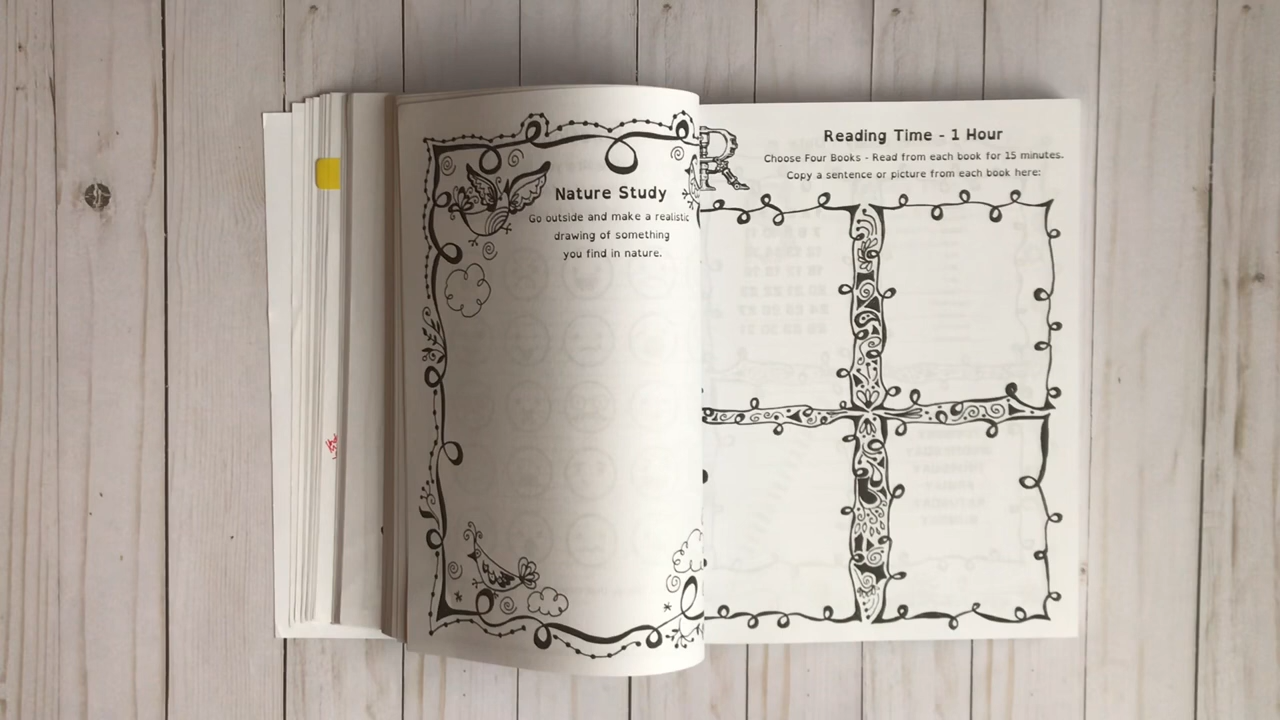 Nature Study
Go outside and make a realistic
drawing of something
you find in nature.
R
Reading Time - 1 Hour
Choose Four Books - Read from each book for 15 minutes.
Copy a sentence or picture from each book here: